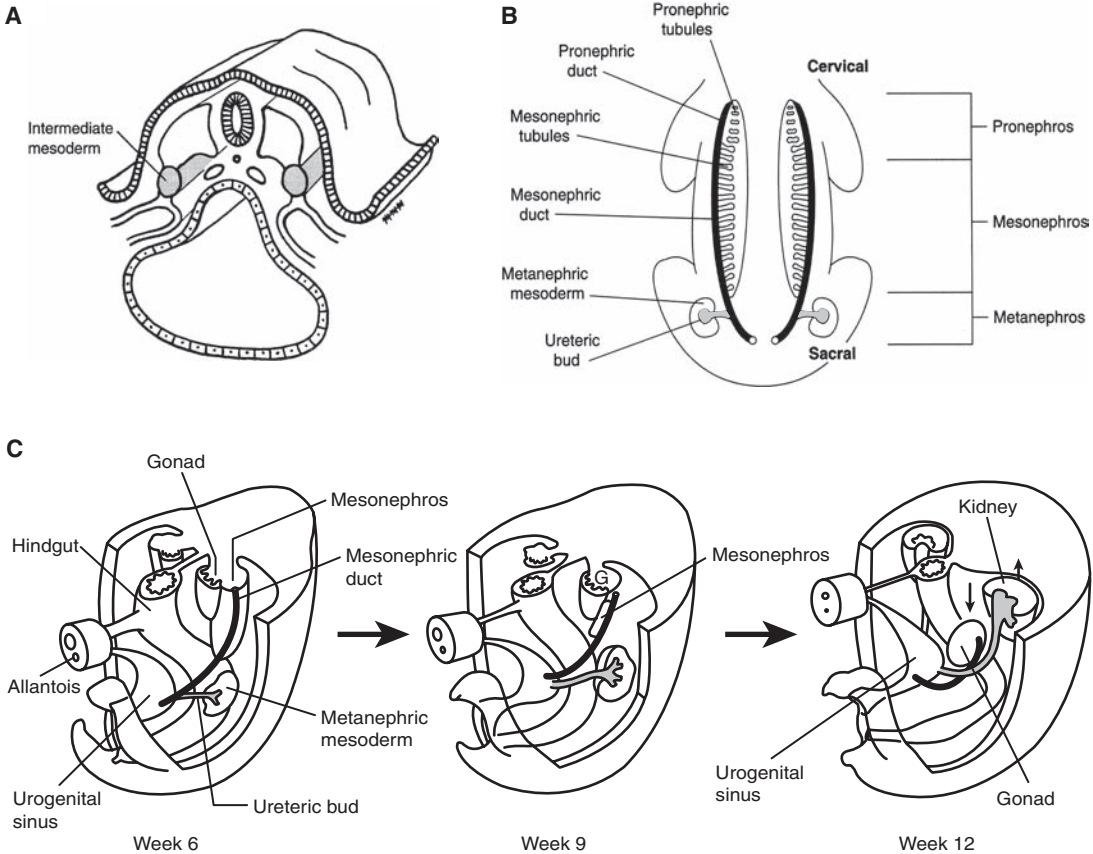 A
Intermediate
mesoderm
B
Pronephric
tubules
Pronephric
duct
Mesonephric
tubules
Mesonephric
duct
Metanephric
mesoderm
Ureteric
bud
Cervical
Sacral
Pronephros
Mesonephros
Metanephros
C
Gonad
Mesonephros
Hindgut
Mesonephric
duct
Allantois
Metanephric
mesoderm
Urogenital
sinus
Ureteric bud
Week 6
G
Mesonephros
Week 9
Kidney
Urogenital
sinus
Gonad
Week 12